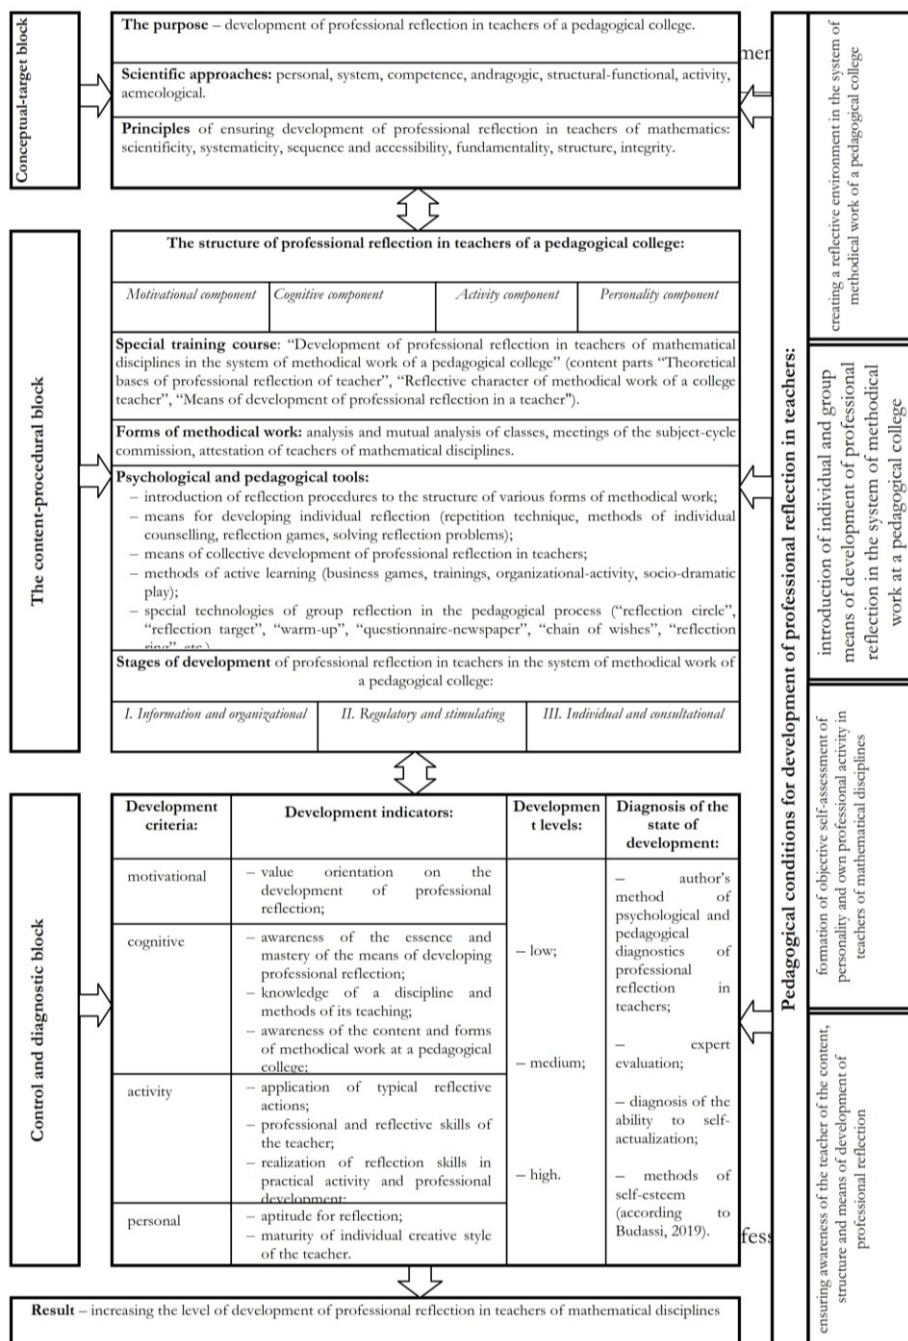 Conceptual-target block
The purpose – development of professional reflection in teachers of a pedagogical college.
Scientific approaches: personal, system, competence, andragogic, structural-functional, activity,
acmeological.
Principles of ensuring development of professional reflection in teachers of mathematics:
scientificity, systematicity, sequence and accessibility, fundamentality, structure, integrity.
mer
The content-procedural block
The structure of professional reflection in teachers of a pedagogical college:
Motivational component
Cognitive component
Activity component
Personality component
Special training course: “Development of professional reflection in teachers of mathematical
disciplines in the system of methodical work of a pedagogical college” (content parts “Theoretical
bases of professional reflection of teacher”, “Reflective character of methodical work of a college
teacher”, “Means of development of professional reflection in a teacher").
Forms of methodical work: analysis and mutual analysis of classes, meetings of the subject-cycle
commission, attestation of teachers of mathematical disciplines.
Psychological and pedagogical tools:
– introduction of reflection procedures to the structure of various forms of methodical work;
– means for developing individual reflection (repetition technique, methods of individual
counselling, reflection games, solving reflection problems);
– means of collective development of professional reflection in teachers;
– methods of active learning (business games, trainings, organizational-activity, socio-dramatic
play);
– special technologies of group reflection in the pedagogical process (“reflection circle”,
“reflection target”, “warm-up”, “questionnaire-newspaper”, “chain of wishes”, “reflection
ring” etc.)
Stages of development of professional reflection in teachers in the system of methodical work of
a pedagogical college:
I. Information and organizational
II. Regulatory and stimulating
III. Individual and consultational
Control and diagnostic block
Development
criteria:
Development indicators:
Developmen
t levels:
Diagnosis of the
state of
development:
motivational
– value orientation on the
development of professional
reflection;
cognitive
– awareness of the essence and
mastery of the means of developing
professional reflection;
– knowledge of a discipline and
methods of its teaching;
– awareness of the content and forms
of methodical work at a pedagogical
college;
activity
– application of typical reflective
actions;
– professional and reflective skills of
the teacher;
– realization of reflection skills in
practical activity and professional
development;
personal
– aptitude for reflection;
– maturity of individual creative style
of the teacher.
– low;
– medium;
– high.
– author’s
method of
psychological and
pedagogical
diagnostics of
professional
reflection in
teachers;
– expert
evaluation;
– diagnosis of the
ability to self-
actualization;
– methods of
self-esteem
(according to
Budassi, 2019).
fess
Result – increasing the level of development of professional reflection in teachers of mathematical disciplines
Pedagogical conditions for development of professional reflection in teachers:
creating a reflective environment in the system of
methodical work of a pedagogical college
introduction of individual and group
means of development of professional
reflection in the system of methodical
work at a pedagogical college
formation of objective self-assessment of
personality and own professional activity in
teachers of mathematical disciplines
ensuring awareness of the teacher of the content,
structure and means of development of
professional reflection